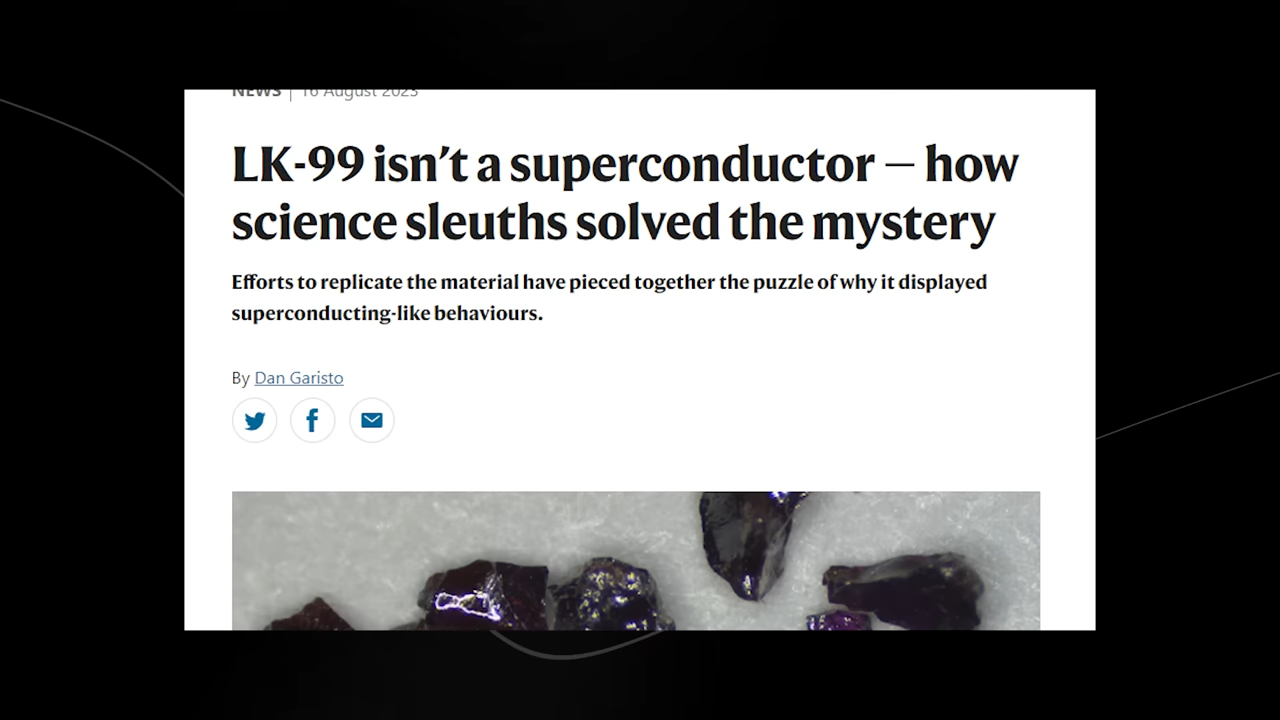 NEWS | 16 August 2023
LK-99 isn’t a superconductor — how
science sleuths solved the mystery
Efforts to replicate the material have pieced together the puzzle of why it displayed
superconducting-like behaviours.
By Dan Garisto